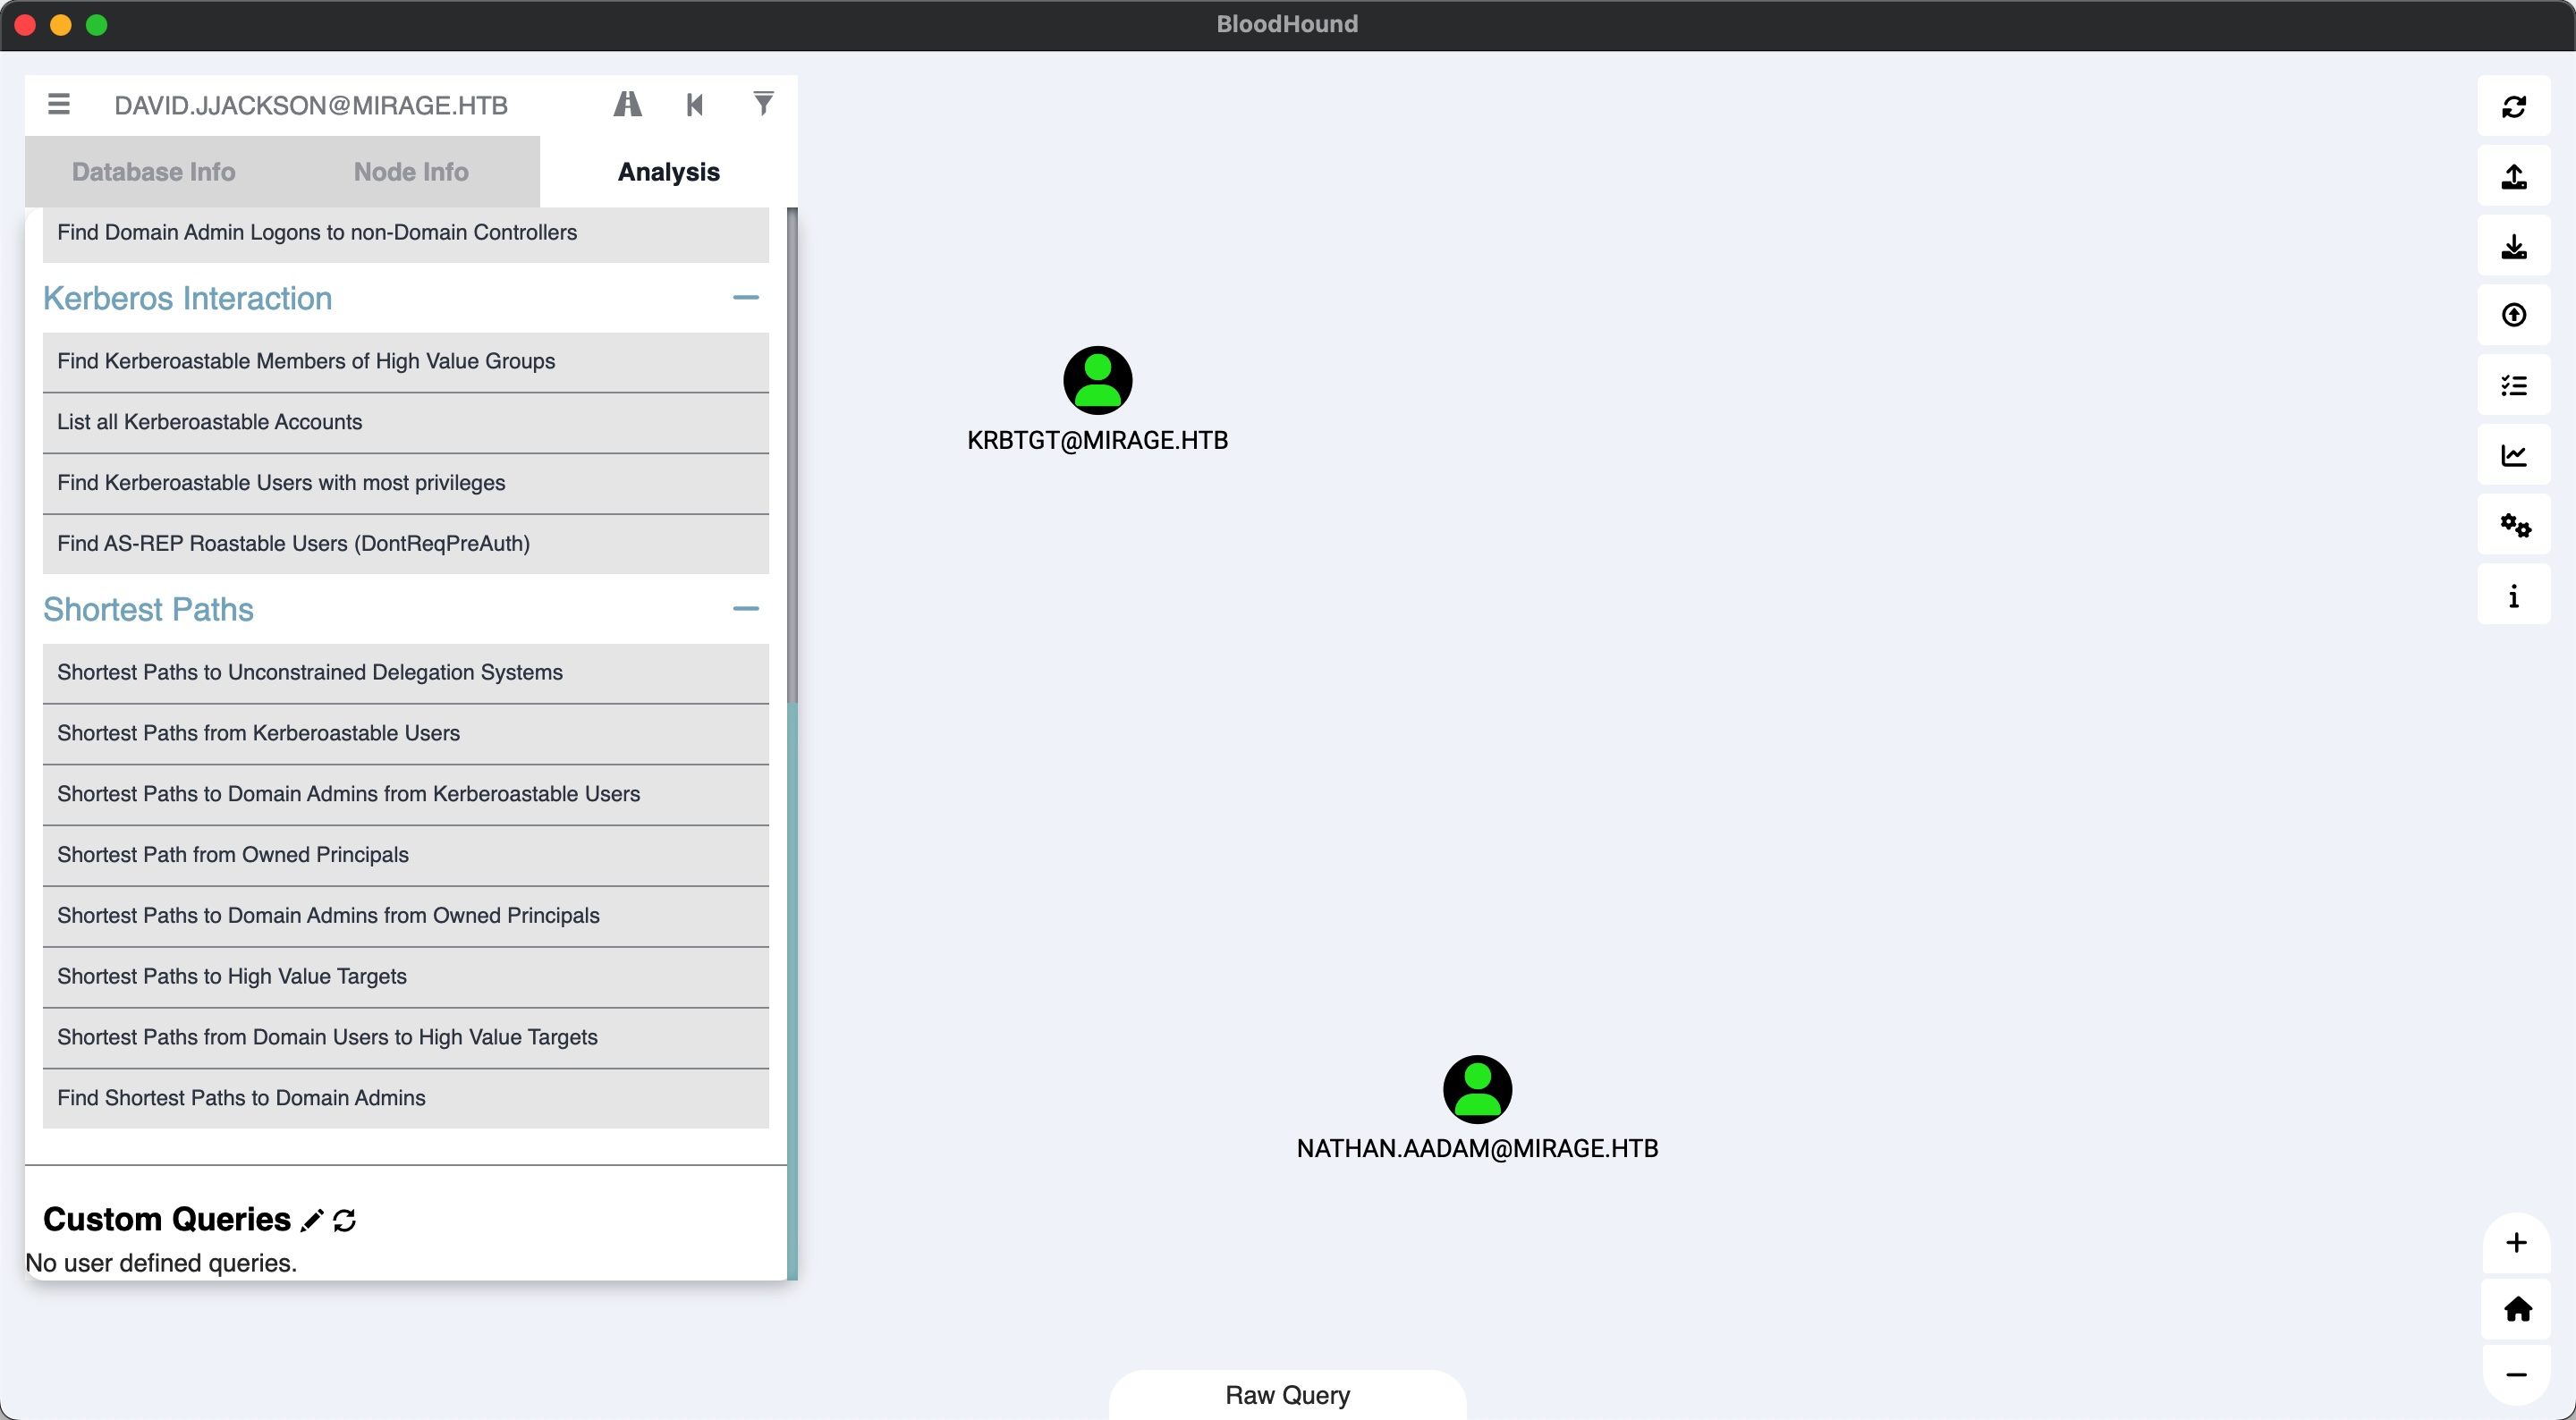 BloodHound
DAVID.JJACKSON@MIRAGE.HTB
Database Info
Node Info
Analysis
Find Domain Admin Logons to non-Domain Controllers
Kerberos Interaction
Find Kerberoastable Members of High Value Groups
List all Kerberoastable Accounts
Find Kerberoastable Users with most privileges
Find AS-REP Roastable Users (DontReqPreAuth)
Shortest Paths
Shortest Paths to Unconstrained Delegation Systems
Shortest Paths from Kerberoastable Users
Shortest Paths to Domain Admins from Kerberoastable Users
Shortest Path from Owned Principals
Shortest Paths to Domain Admins from Owned Principals
Shortest Paths to High Value Targets
Shortest Paths from Domain Users to High Value Targets
Find Shortest Paths to Domain Admins
Custom Queries
No user defined queries.
KRBTGT@MIRAGE.HTB
NATHAN.AADAM@MIRAGE.HTB
Raw Query